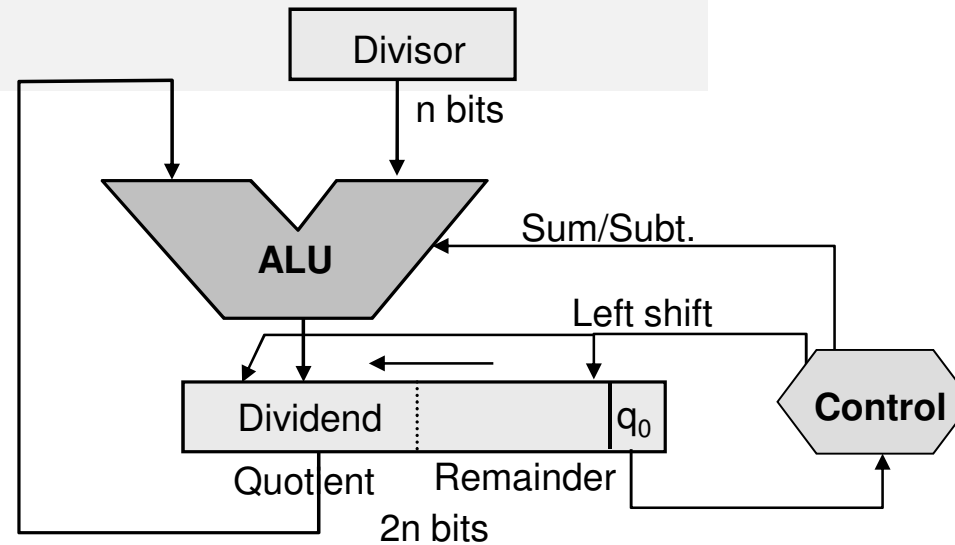 Divisor
n bits
Sum/Subt.
ALU
Left shift
Dividend
q₀
Control
Quotient
Remainder
2n bits